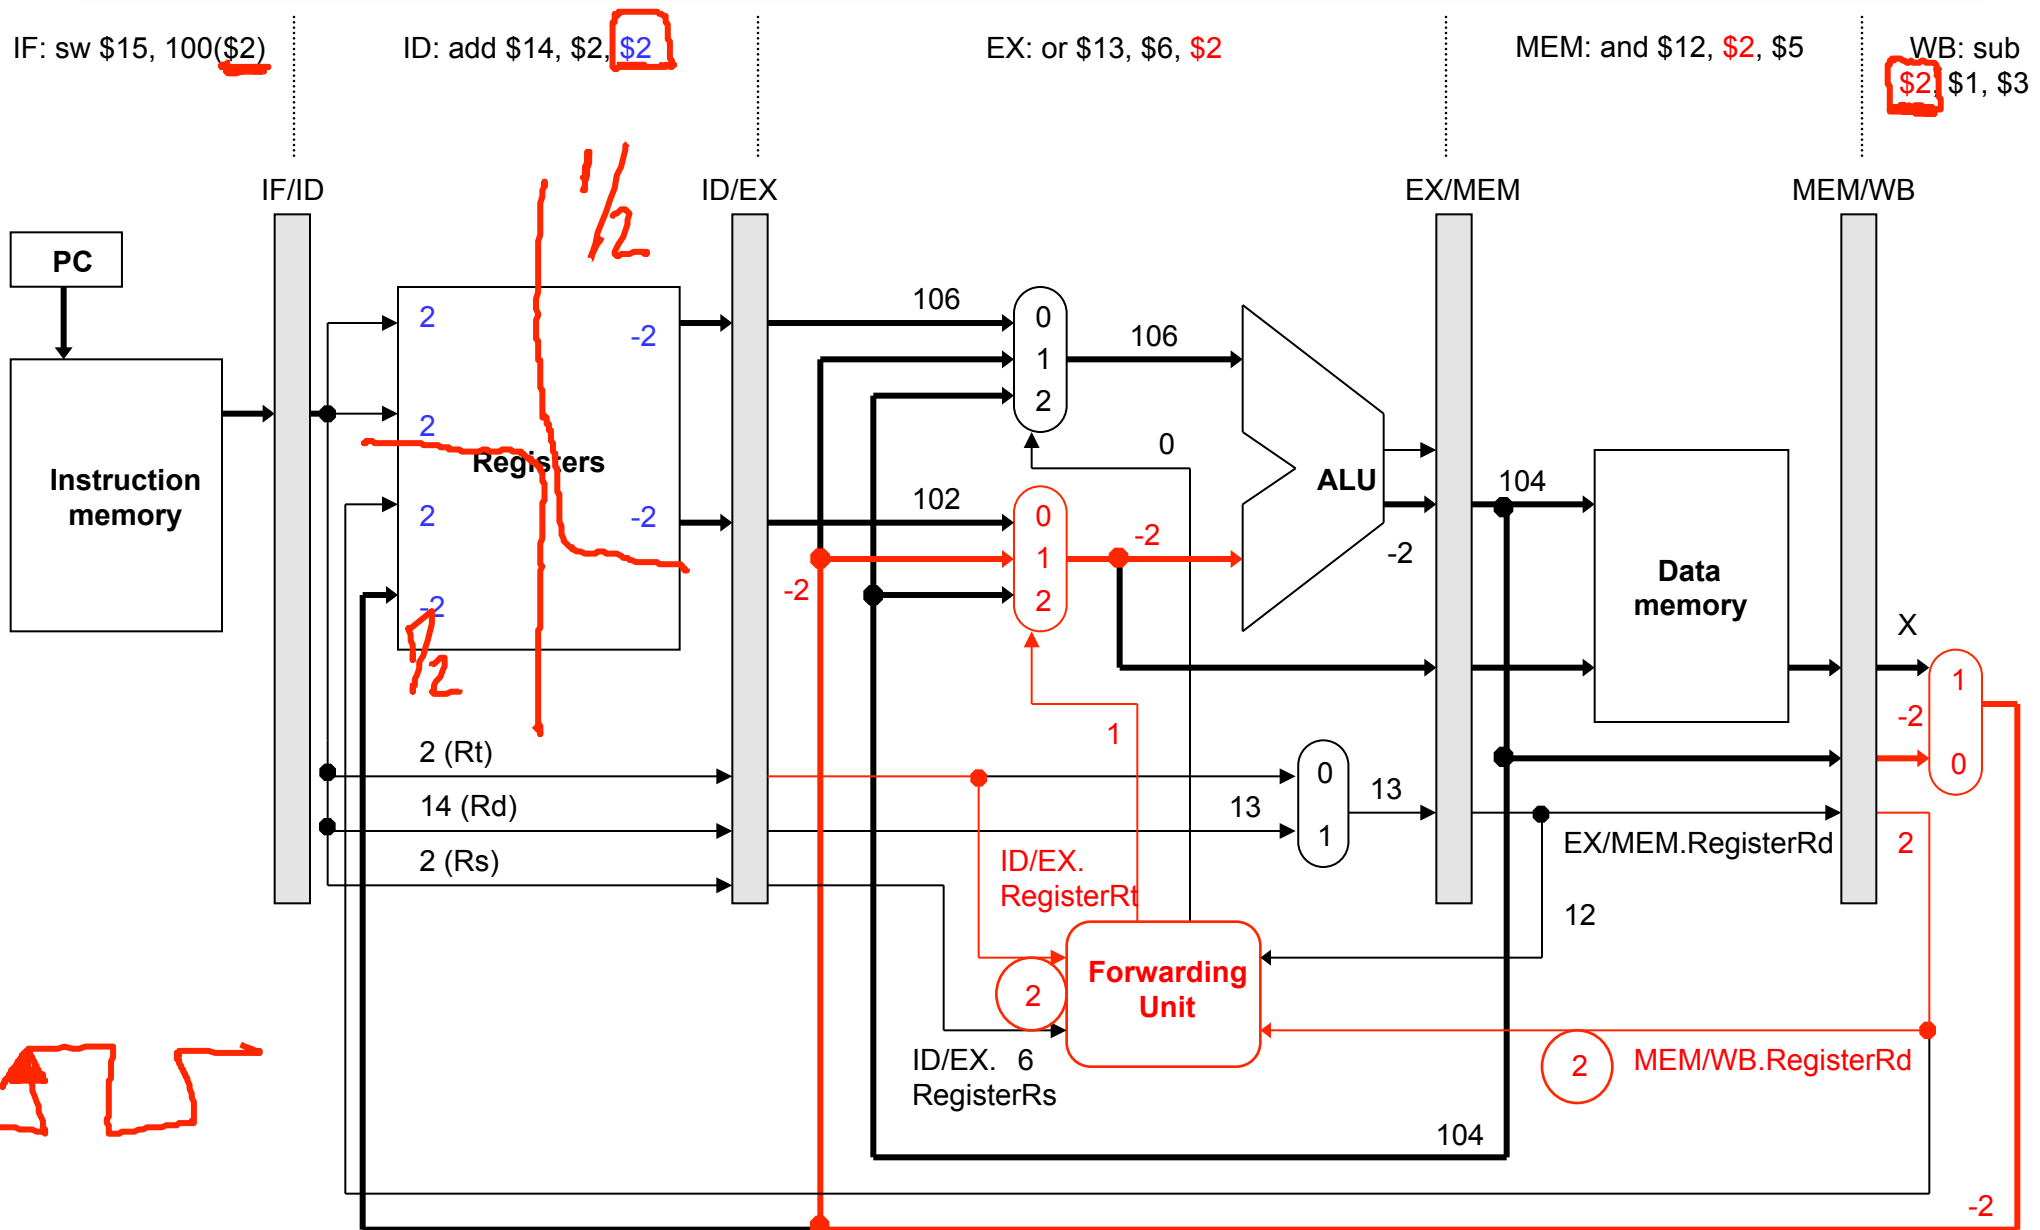 IF: sw $15, 100($2)
ID: add $14, $2, $2
EX: or $13, $6, $2
MEM: and $12, $2, $5
WB: sub
$2, $1, $3
1/2
IF/ID
ID/EX
EX/MEM
MEM/WB
PC
Instruction
memory
Registers
2
2
2
-2
-2
-2
1/2
106
0
1
2
106
0
102
0
1
2
-2
-2
1
ALU
-2
104
Data
memory
X
1
-2
0
2 (Rt)
14 (Rd)
2 (Rs)
13
0
1
13
EX/MEM.RegisterRd
2
ID/EX.
RegisterRt
12
Forwarding
Unit
2
ID/EX. 6
RegisterRs
2
MEM/WB.RegisterRd
104
-2